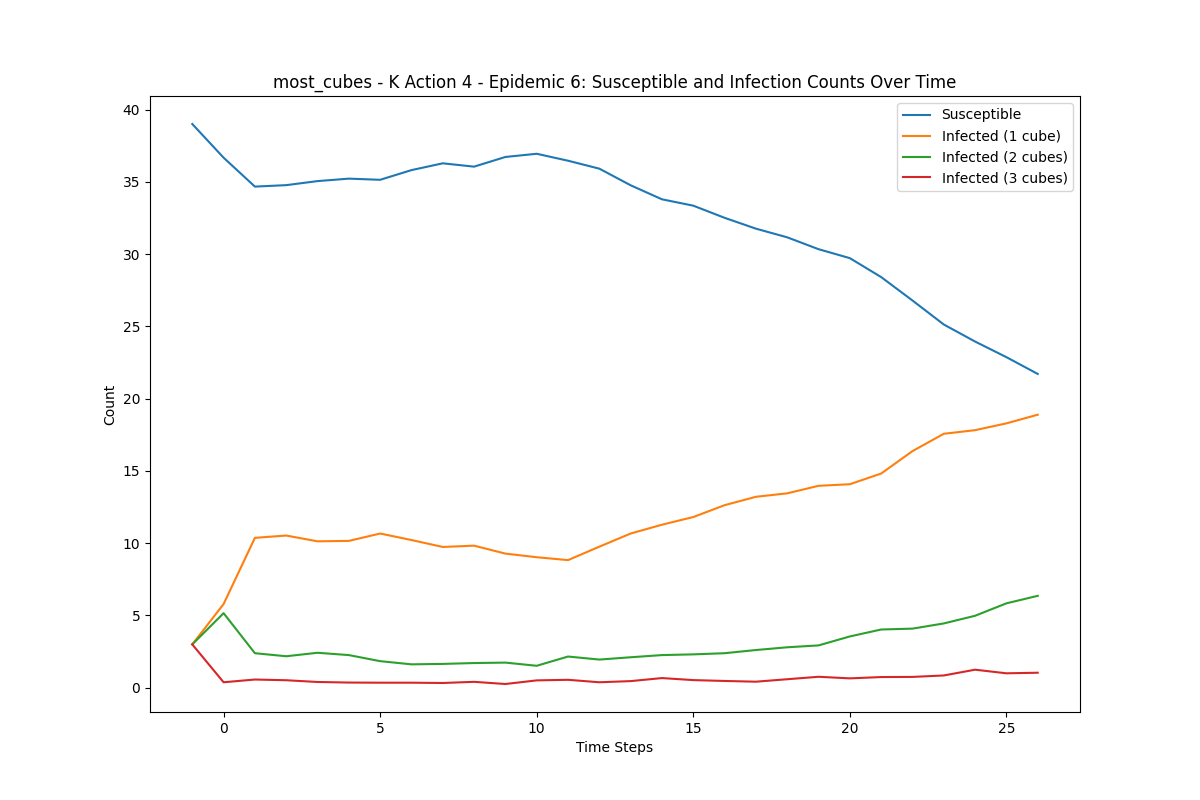 most_cubes - K Action 4 - Epidemic 6: Susceptible and Infection Counts Over Time
Susceptible
Infected (1 cube)
Infected (2 cubes)
Infected (3 cubes)
Count
40
35
30
25
20
15
10
5
0
0 5 10 15 20 25
Time Steps